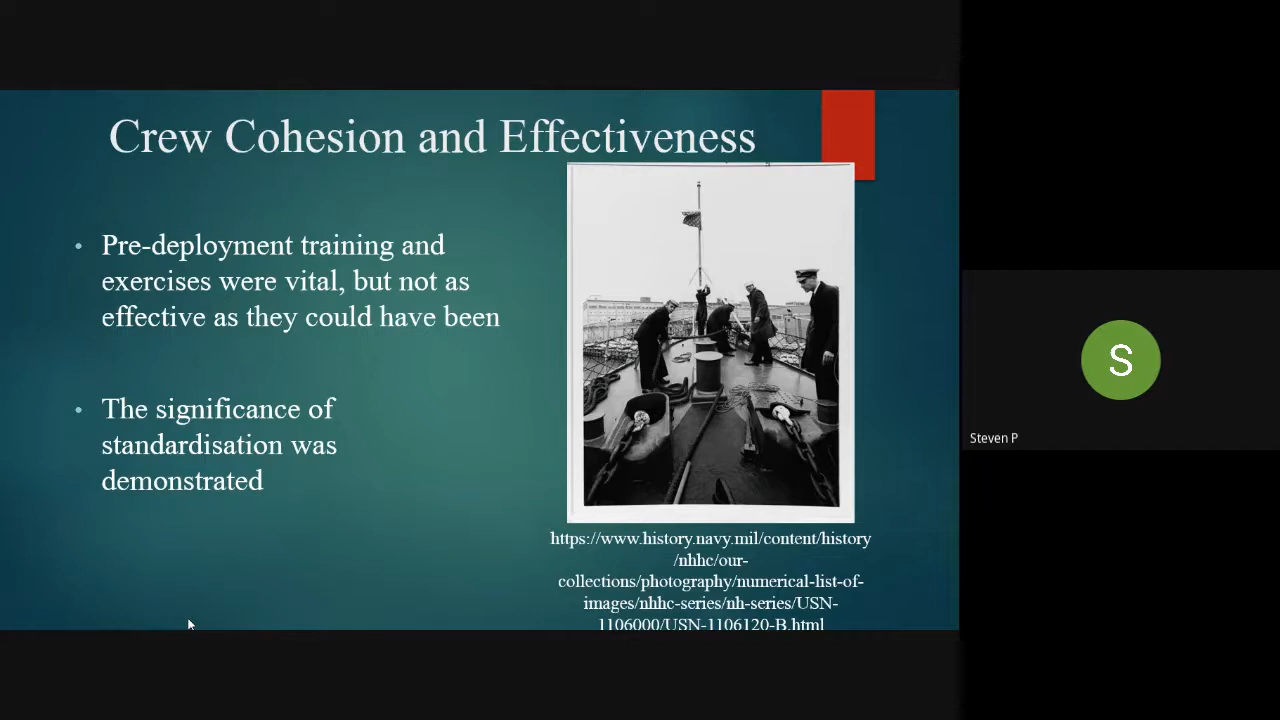 Crew Cohesion and Effectiveness
• Pre-deployment training and
exercises were vital, but not as
effective as they could have been
• The significance of
standardisation was
demonstrated
https://www.history.navy.mil/content/history
/nhhc/our-
collections/photography/numerical-list-of-
images/nhhc-series/nh-series/USN-
1106000/USN-1106120-B.html
S
Steven P